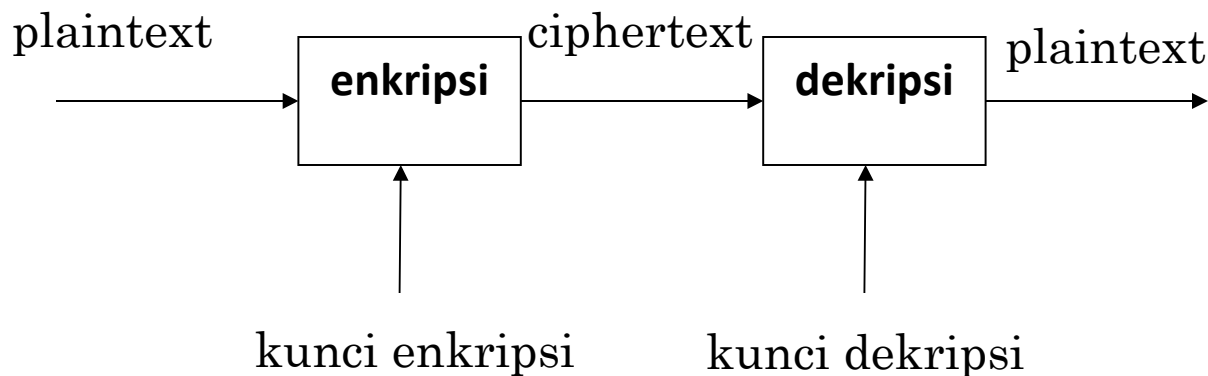 plaintext
enkripsi
ciphertext
dekripsi
plaintext
kunci enkripsi
kunci dekripsi